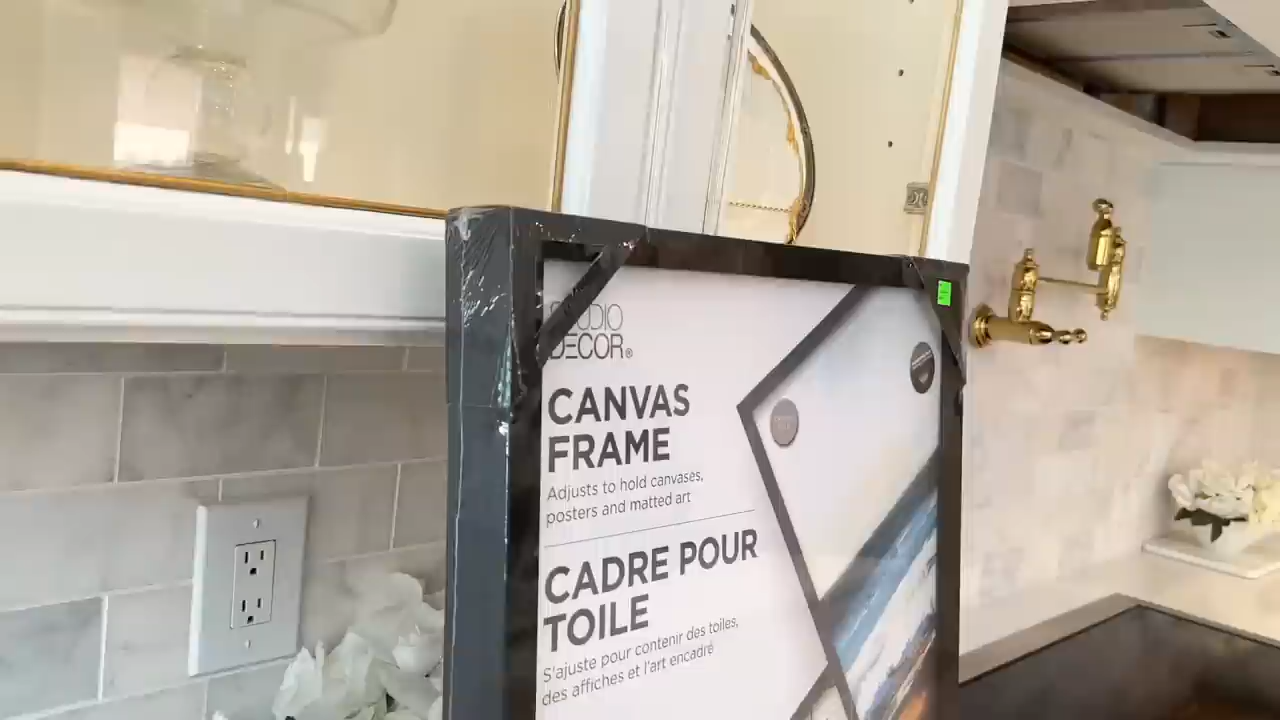 STUDIO
DECOR®
CANVAS
FRAME
Adjusts to hold canvases,
posters and matted art
CADRE POUR
TOILE
S'ajuste pour contenir des toiles,
des affiches et l'art encadré